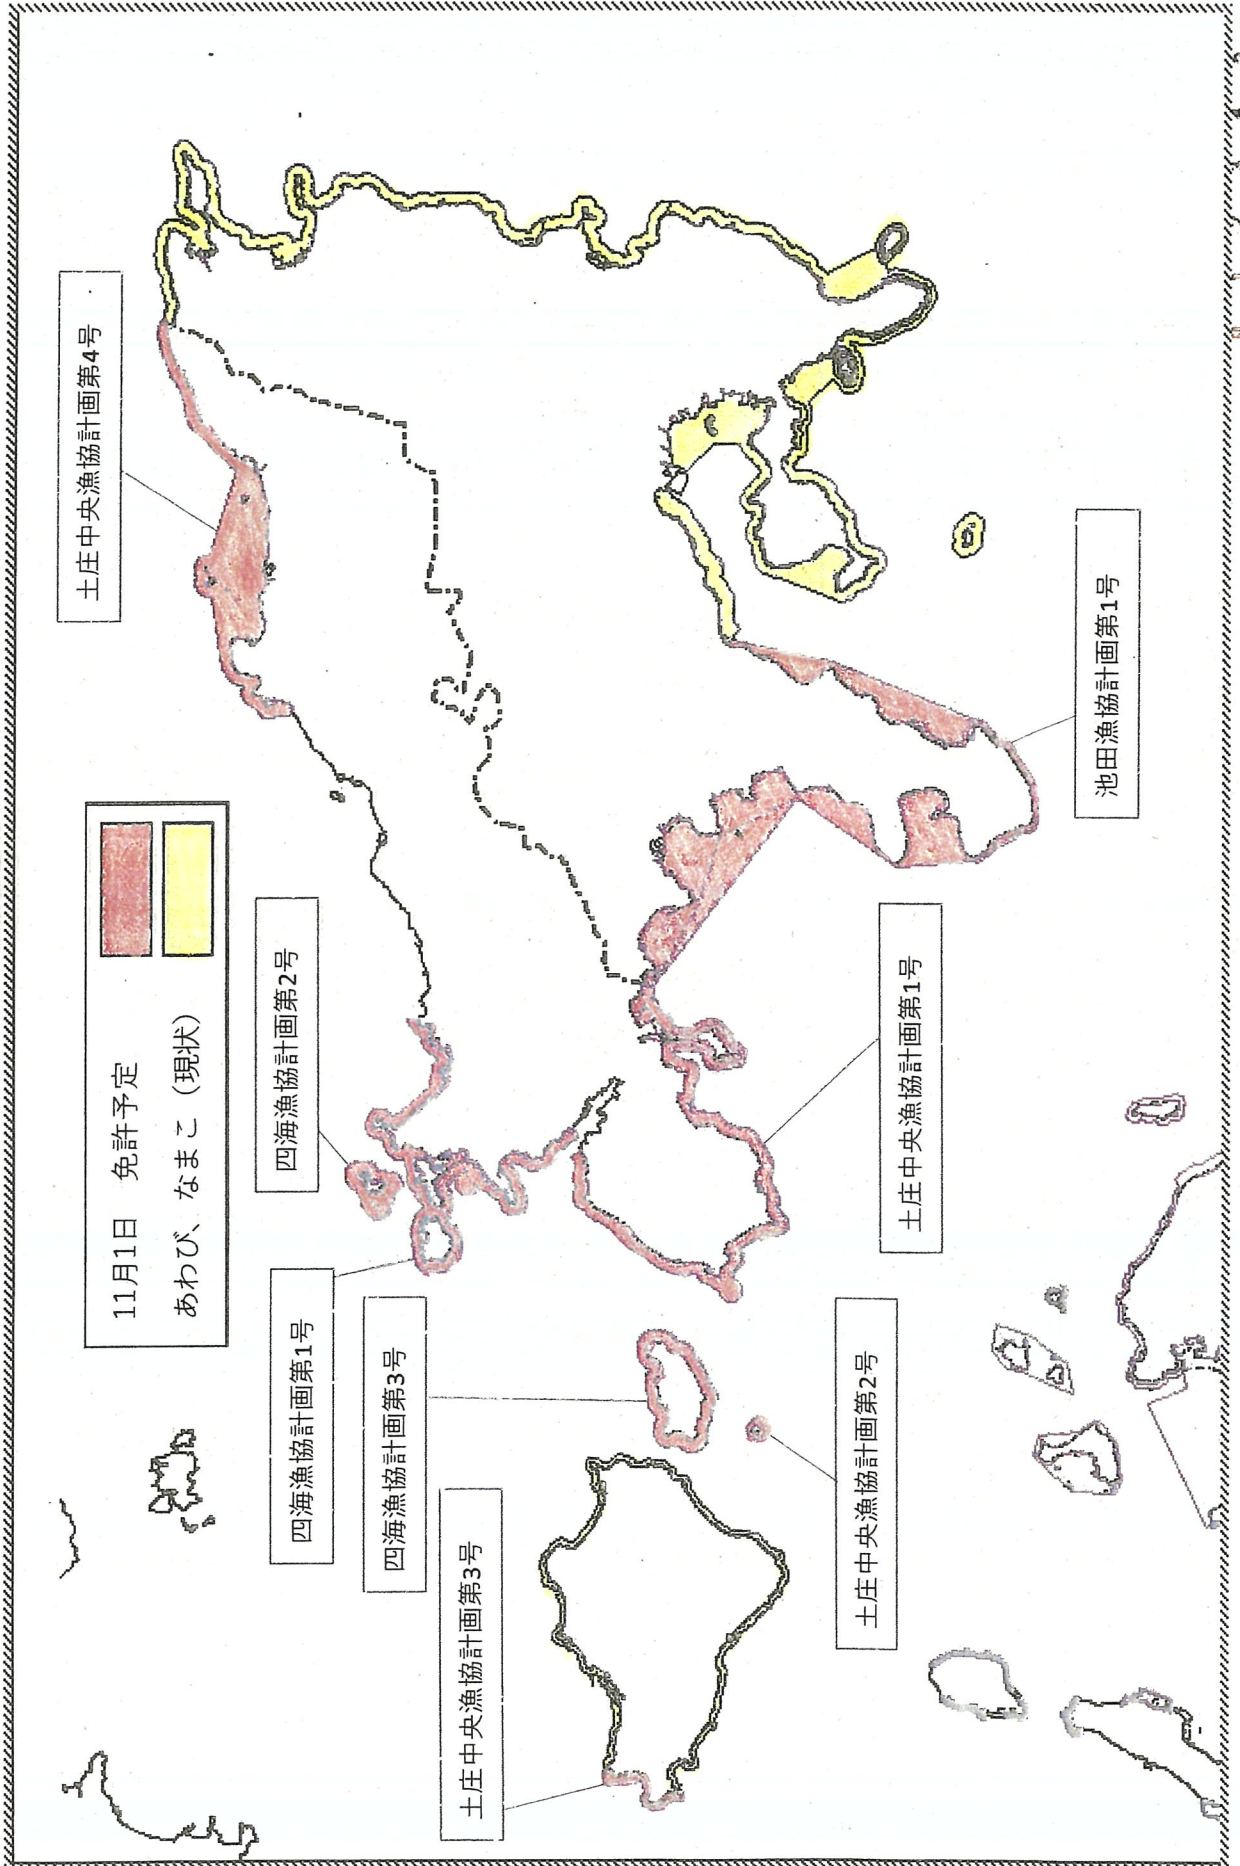 11月1日　免許予定
あわび、なまこ（現状）
土庄中央漁協計画第4号
四海漁協計画第2号
四海漁協計画第1号
四海漁協計画第3号
土庄中央漁協計画第3号
池田漁協計画第1号
土庄中央漁協計画第1号
土庄中央漁協計画第2号